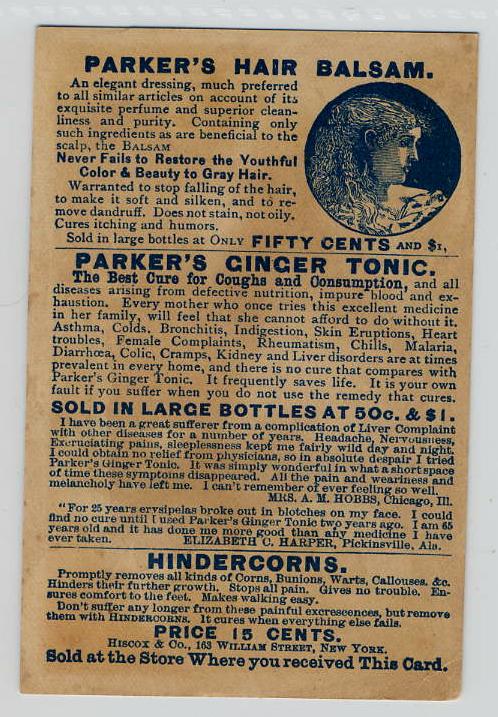 PARKER'S HAIR BALSAM.
An elegant dressing, much preferred
to all similar articles on account of its
exquisite perfume and superior clean-
liness and purity. Containing only
such ingredients as are beneficial to the
scalp, the BALSAM
Never Fails to Restore the Youthful
Color & Beauty to Gray Hair.
Warranted to stop falling of the hair,
to make it soft and silken, and to re-
move dandruff. Does not stain, not oily.
Cures itching and humors.
Sold in large bottles at ONLY FIFTY CENTS AND $1,
PARKER'S GINGER TONIC.
The Best Cure for Coughs and Consumption, and all
diseases arising from defective nutrition, impure blood and ex-
haustion. Every mother who once tries this excellent medicine
in her family, will feel that she cannot afford to do without it.
Asthma, Colds. Bronchitis, Indigestion, Skin Eruptions, Heart
troubles, Female Complaints, Rheumatism, Chills, Malaria,
Diarrhœa, Colic, Cramps, Kidney and Liver disorders are at times
prevalent in every home, and there is no cure that compares with
Parker's Ginger Tonic. It frequently saves life. It is your own
fault if you suffer when you do not use the remedy that cures.
SOLD IN LARGE BOTTLES AT 50c. & $1.
I have been a great sufferer from a complication of Liver Complaint
with other diseases for a number of years. Headache, Nervousness,
Excruciating pains, sleeplessness kept me fairly wild day and night.
I could obtain no relief from physicians, so in absolute despair I tried
Parker's Ginger Tonic. It was simply wonderful in what a short space
of time these symptoms disappeared. All the pain and weariness and
melancholy have left me. I can't remember of ever feeling so well.
MRS. A. M. HOBBS, Chicago, Ill.
"For 25 years erysipelas broke out in blotches on my face. I could
find no cure until I used Parker's Ginger Tonic two years ago. I am 65
years old and it has done me more good than any medicine I have
ever taken. ELIZABETH C. HARPER, Pickinsville, Ala.
HINDERCORNS.
Promptly removes all kinds of Corns, Bunions, Warts, Callouses, &c.
Hinders their further growth. Stops all pain. Gives no trouble. En-
sures comfort to the feet. Makes walking easy.
Don't suffer any longer from these painful excrescences, but remove
them with HINDERCORNS. It cures when everything else fails.
PRICE 15 CENTS.
HISCOX & CO., 163 WILLIAM STREET, NEW YORK.
Sold at the Store Where you received This Card.